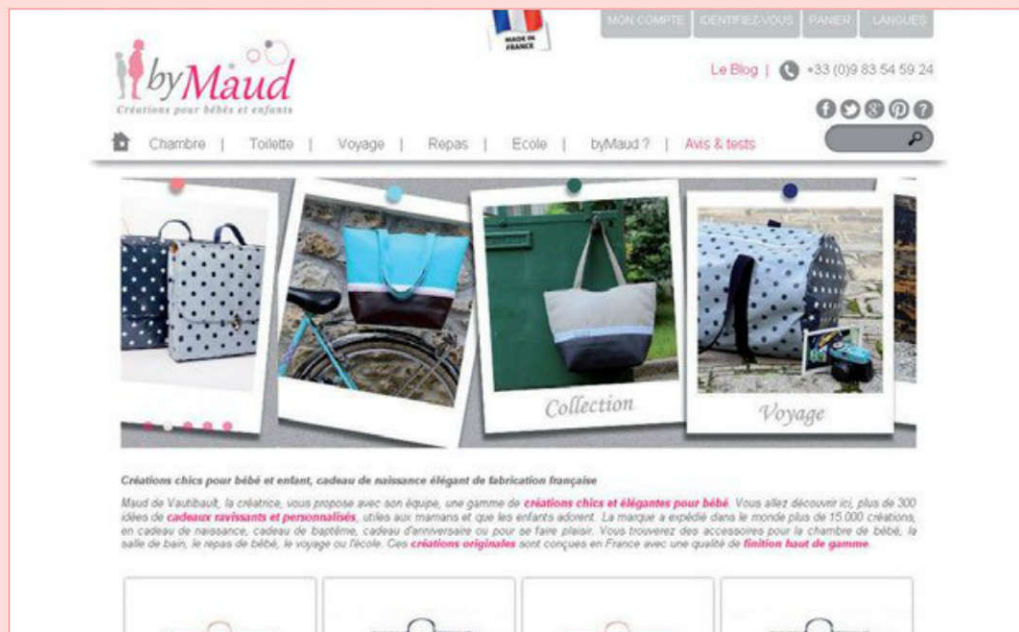 MADE IN
FRANCE
MON COMPTE
IDENTIFIEZ-VOUS
PANIER
LANGUES
byMaud
Créations pour bébés et enfants
Le Blog | +33 (0)9 83 54 59 24
Chambre | Toilette | Voyage | Repas | Ecole | byMaud ? | Avis & tests
Collection
Voyage
Créations chics pour bébé et enfant, cadeau de naissance élégant de fabrication française
Maud de Vautibault, la créatrice, vous propose avec son équipe, une gamme de créations chics et élégantes pour bébé. Vous allez découvrir ici, plus de 300
idées de cadeaux ravissants et personnalisés, utiles aux mamans et que les enfants adorent. La marque a expédié dans le monde plus de 15 000 créations,
en cadeau de naissance, cadeau de baptême, cadeau d'anniversaire ou pour se faire plaisir. Vous trouverez des accessoires pour la chambre de bébé, la
salle de bain, le repas de bébé, le voyage ou l'école. Ces créations originales sont conçues en France avec une qualité de finition haut de gamme.